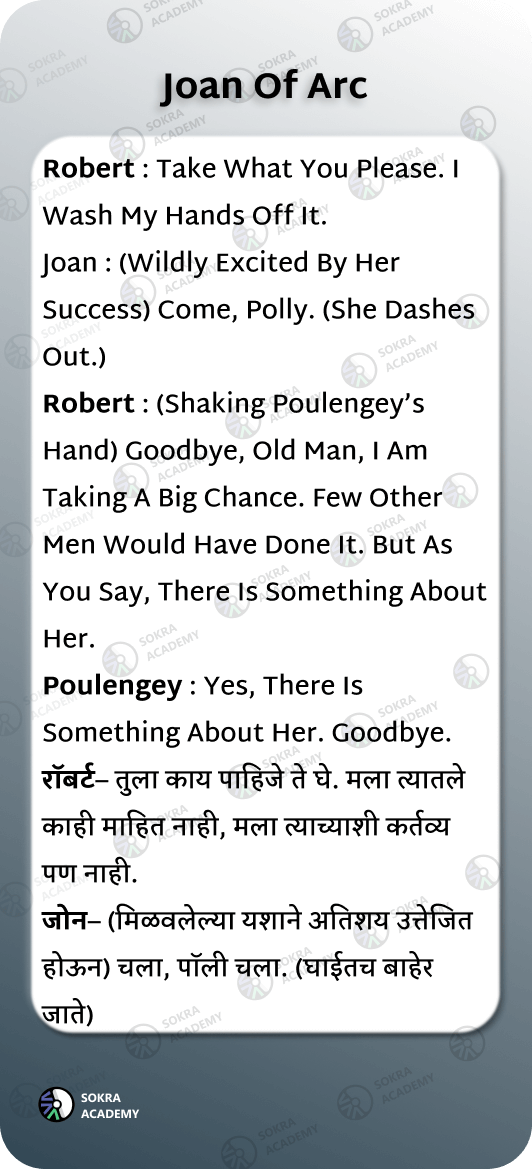 Joan Of Arc
Robert : Take What You Please. I
Wash My Hands Off It.
Joan : (Wildly Excited By Her
Success) Come, Polly. (She Dashes
Out.)
Robert : (Shaking Poulengey’s
Hand) Goodbye, Old Man, I Am
Taking A Big Chance. Few Other
Men Would Have Done It. But As
You Say, There Is Something About
Her.
Poulengey : Yes, There Is
Something About Her. Goodbye.
रॉबर्ट– तुला काय पाहिजे ते घे. मला त्यातले
काही माहित नाही, मला त्याच्याशी कर्तव्य
पण नाही.
जोन– (मिळवलेल्या यशाने अतिशय उत्तेजित
होऊन) चला, पॉली चला. (घाईतच बाहेर
जाते)
SOKRA
ACADEMY